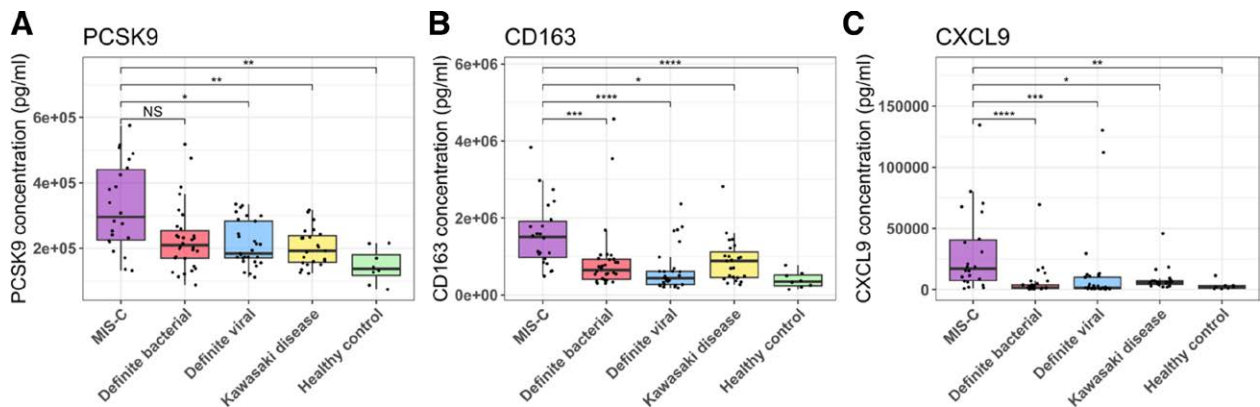 A
PCSK9
PCSK9 concentration (pg/ml)
6e+05
4e+05
2e+05
**
**
*
NS
MIS-C
Definite bacterial
Definite viral
Kawasaki disease
Healthy control
B
CD163
CD163 concentration (pg/ml)
6e+06
4e+06
2e+06
0e+00
****
*
****
***
MIS-C
Definite bacterial
Definite viral
Kawasaki disease
Healthy control
C
CXCL9
CXCL9 concentration (pg/ml)
150000
100000
50000
0
**
*
***
****
MIS-C
Definite bacterial
Definite viral
Kawasaki disease
Healthy control